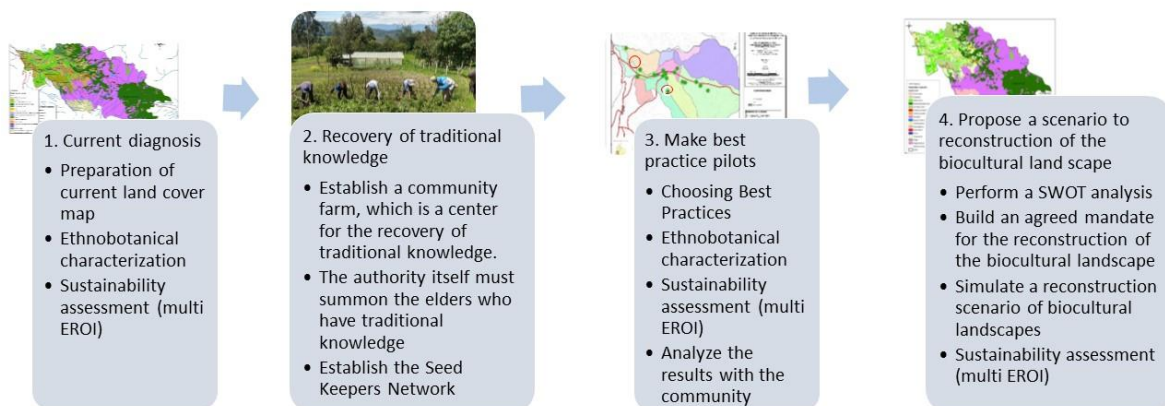 1. Current diagnosis
• Preparation of
current land cover
map
• Ethnobotanical
characterization
• Sustainability
assessment (multi
EROI)
2. Recovery of traditional
knowledge
• Establish a community
farm, which is a center
for the recovery of
traditional knowledge.
• The authority itself must
summon the elders who
have traditional
knowledge
• Establish the Seed
Keepers Network
3. Make best
practice pilots
• Choosing Best
Practices
• Ethnobotanical
characterization
• Sustainability
assessment (multi
EROI)
• Analyze the
results with the
community
4. Propose a scenario to
reconstruction of the
biocultural land scape
• Perform a SWOT analysis
• Build an agreed mandate
for the reconstruction of
the biocultural landscape
• Simulate a reconstruction
scenario of biocultural
landscapes
• Sustainability assessment
(multi EROI)